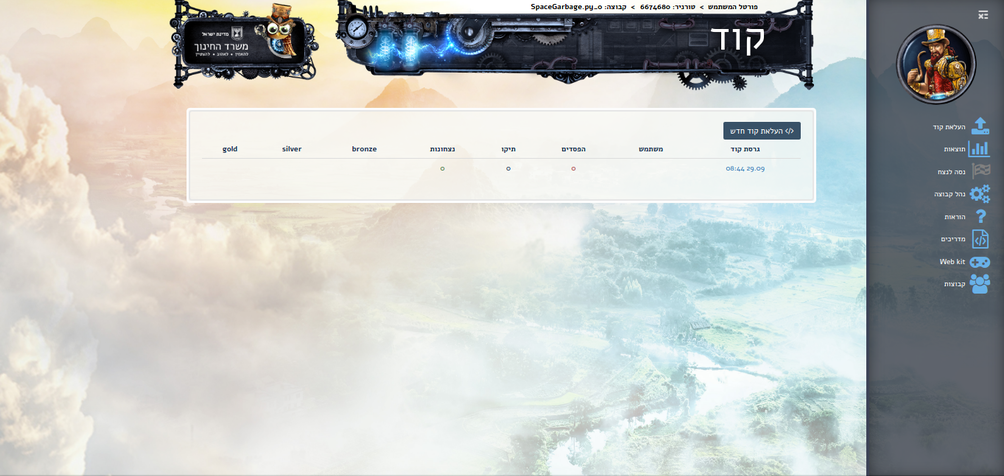 פורטל המשתמש > טורניר: 6674680 > קבוצה: SpaceGarbage.py_0
קוד
מדינת ישראל
משרד החינוך
העלאת קוד חדש
גרסת קוד משתמש הפסדים תיקו נצחונות bronze silver gold
08:44 29.09 0 0 0
העלאת קוד
תוצאות
נסה לנצח
נהל קבוצה
הוראות
מדריכים
Web kit
קבוצות